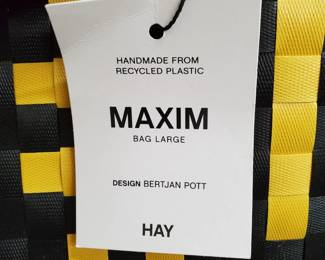 HANDMADE FROM
RECYCLED PLASTIC
MAXIM
BAG LARGE
DESIGN BERTJAN POTT
HAY